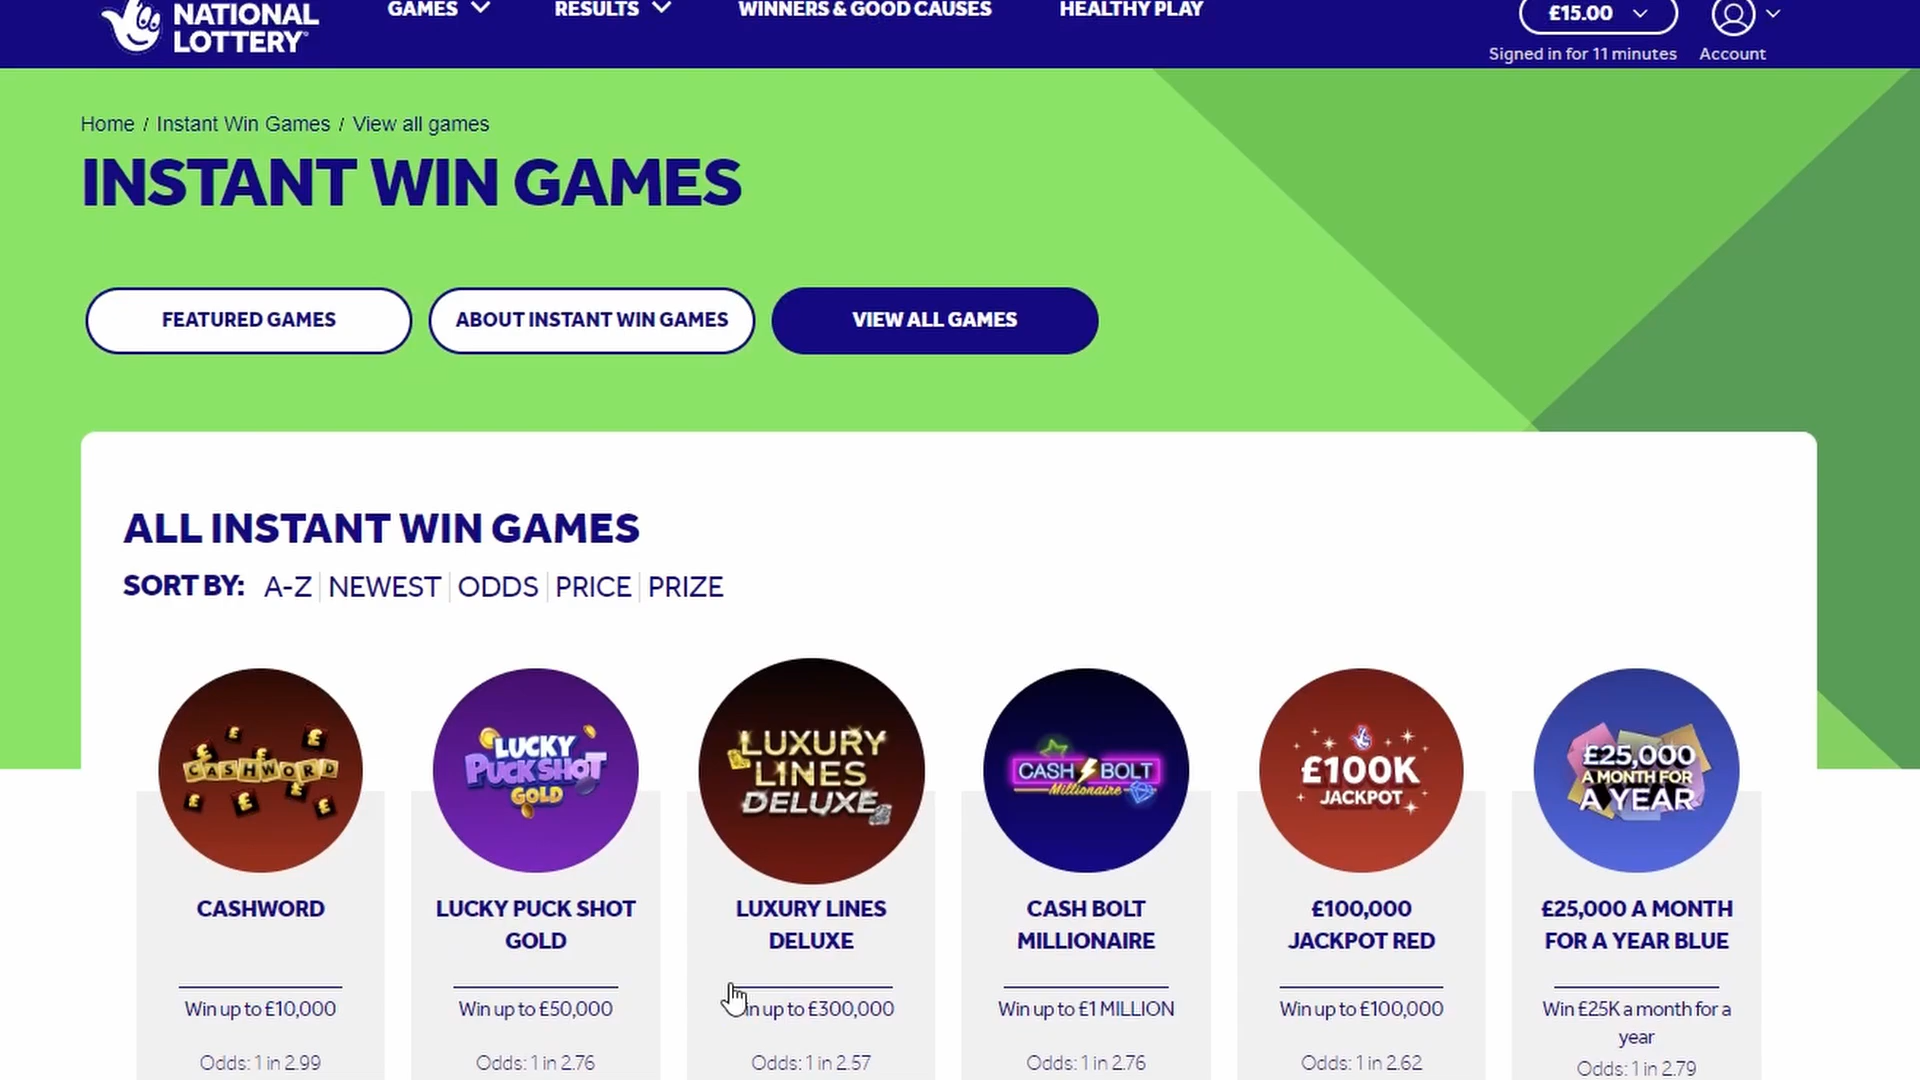 NATIONAL
LOTTERY
GAMES
RESULTS
WINNERS & GOOD CAUSES
HEALTHY PLAY
£15.00
Signed in for 11 minutes
Account
Home / Instant Win Games / View all games
INSTANT WIN GAMES
FEATURED GAMES
ABOUT INSTANT WIN GAMES
VIEW ALL GAMES
ALL INSTANT WIN GAMES
SORT BY: A-Z NEWEST ODDS PRICE PRIZE
CASHWORD
LUCKY
PUCK SHOT
GOLD
LUXURY
LINES
DELUXE
CASH BOLT
Millionaire
£100K
JACKPOT
£25,000
A MONTH FOR
A YEAR
CASHWORD
Win up to £10,000
Odds: 1 in 2.99
LUCKY PUCK SHOT
GOLD
Win up to £50,000
Odds: 1 in 2.76
LUXURY LINES
DELUXE
in up to £300,000
Odds: 1 in 2.57
CASH BOLT
MILLIONAIRE
Win up to £1 MILLION
Odds: 1 in 2.76
£100,000
JACKPOT RED
Win up to £100,000
Odds: 1 in 2.62
£25,000 A MONTH
FOR A YEAR BLUE
Win £25K a month for a
year
Odds: 1 in 2.79